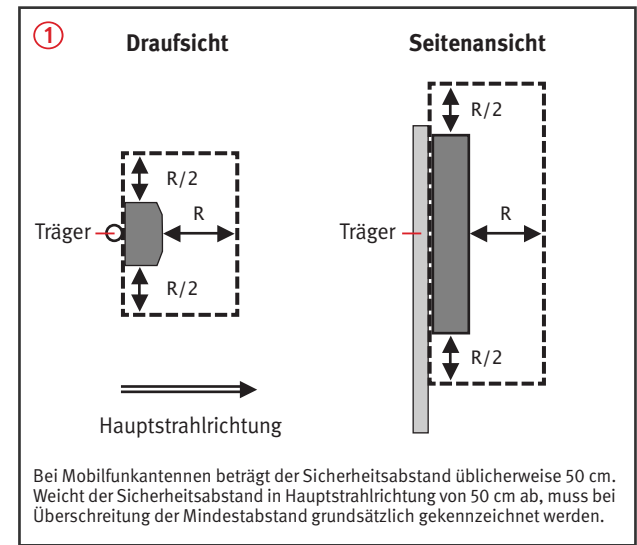 ①
Draufsicht
Seitenansicht
R/2
R
Träger
R/2
R/2
R
Träger
R/2
Hauptstrahlrichtung
Bei Mobilfunkantennen beträgt der Sicherheitsabstand üblicherweise 50 cm.
Weicht der Sicherheitsabstand in Hauptstrahlrichtung von 50 cm ab, muss bei
Überschreitung der Mindestabstand grundsätzlich gekennzeichnet werden.